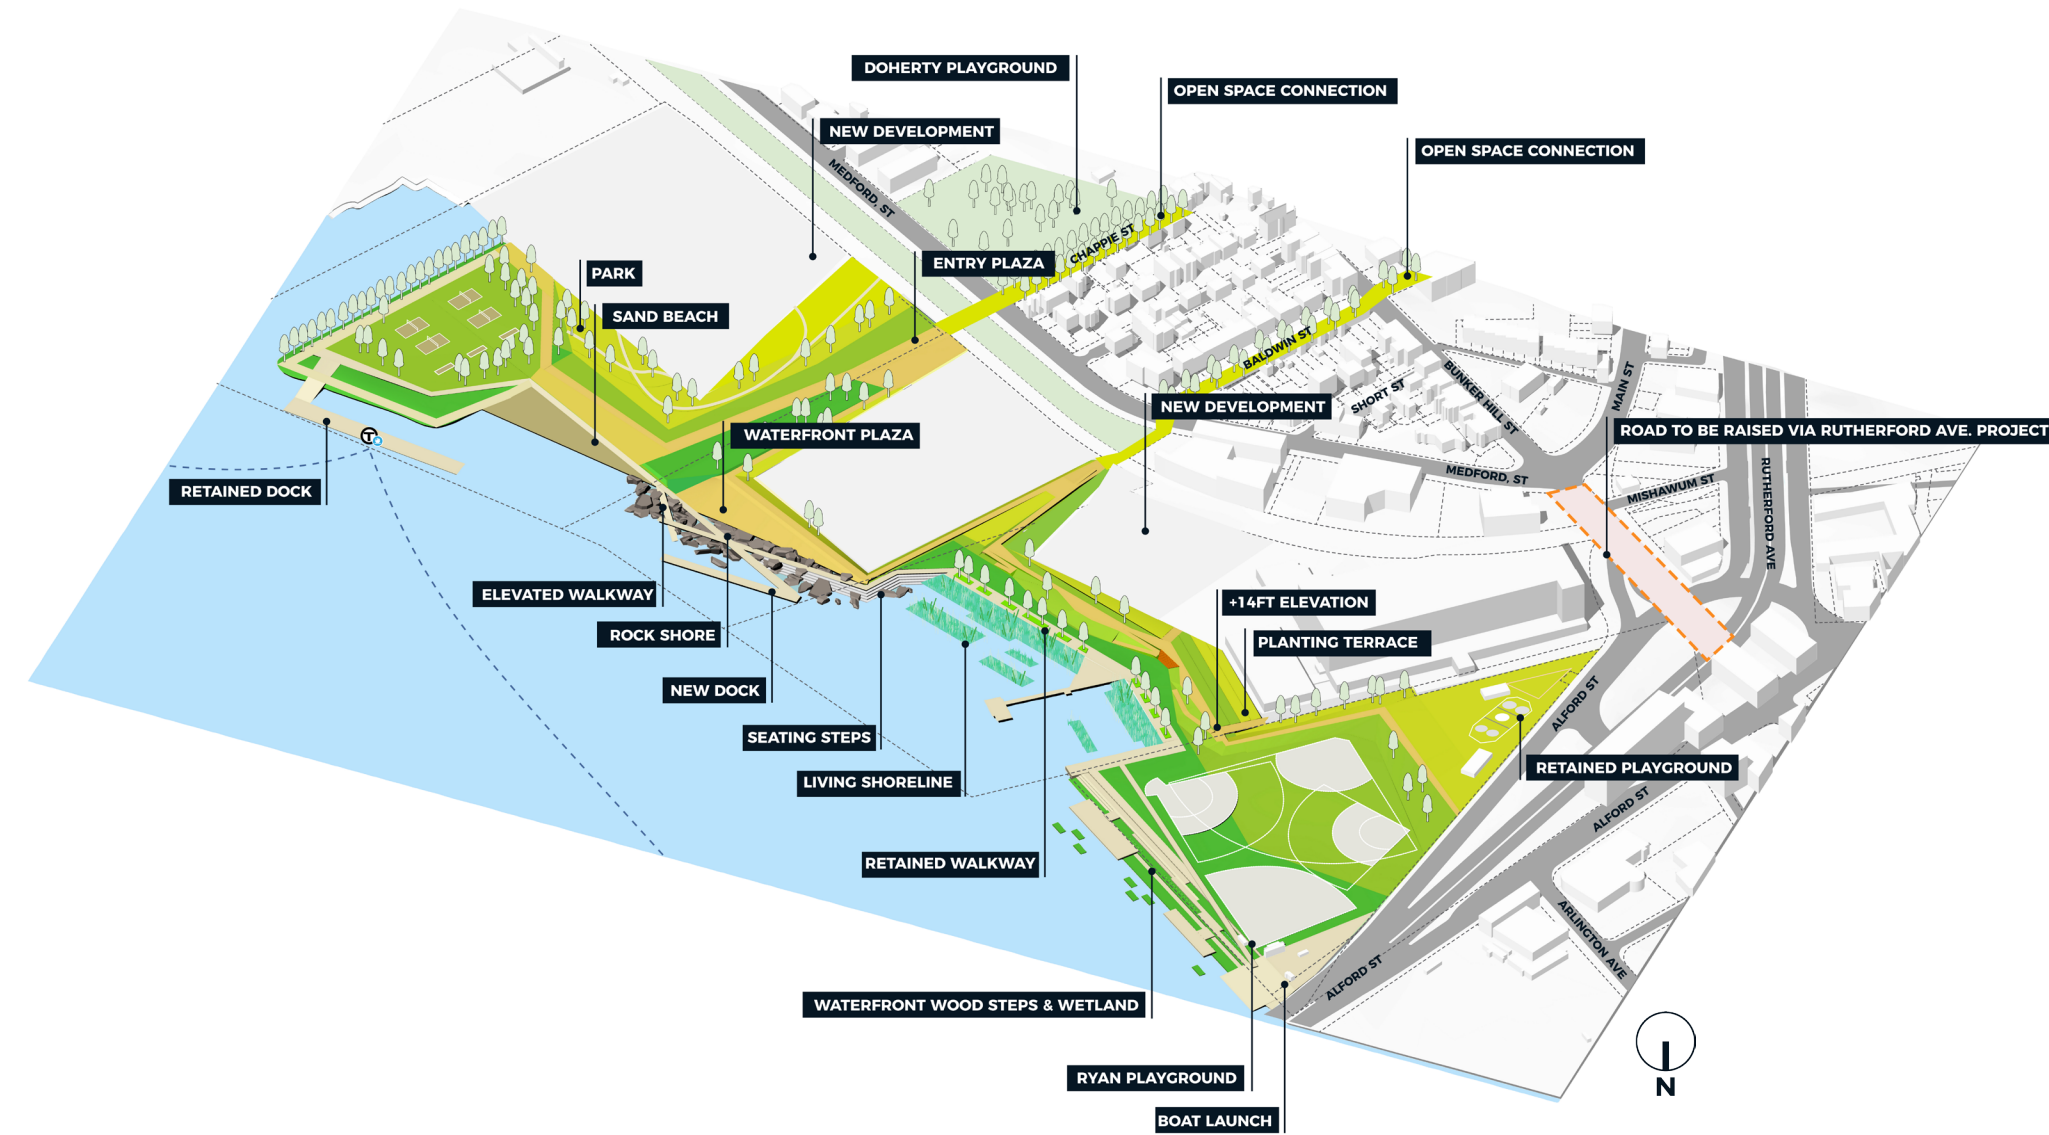 DOHERTY PLAYGROUND
OPEN SPACE CONNECTION
NEW DEVELOPMENT
OPEN SPACE CONNECTION
MEDFORD, ST
CHAPPIE ST
ENTRY PLAZA
PARK
SAND BEACH
BALDWIN ST
SHORT ST
BUNKER HILL ST
MAIN ST
NEW DEVELOPMENT
WATERFRONT PLAZA
ROAD TO BE RAISED VIA RUTHERFORD AVE. PROJECT
T
RETAINED DOCK
MEDFORD, ST
MISHAWUM ST
RUTHERFORD AVE
ELEVATED WALKWAY
+14FT ELEVATION
ROCK SHORE
PLANTING TERRACE
NEW DOCK
ALFORD ST
SEATING STEPS
RETAINED PLAYGROUND
LIVING SHORELINE
ALFORD ST
RETAINED WALKWAY
ARLINGTON AVE
ALFORD ST
WATERFRONT WOOD STEPS & WETLAND
RYAN PLAYGROUND
N
BOAT LAUNCH